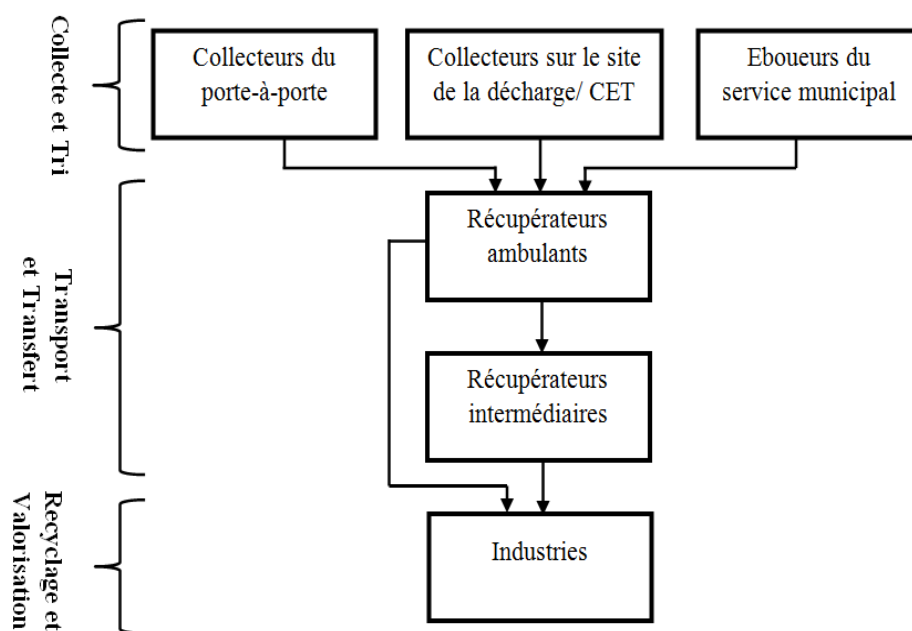 Collecte et Tri
Collecteurs du
porte-à-porte
Collecteurs sur le site
de la décharge/ CET
Eboueurs du
service municipal
Transport
et Transfert
Récupérateurs
ambulants
Récupérateurs
intermédiaires
Recyclage et
Valorisation
Industries